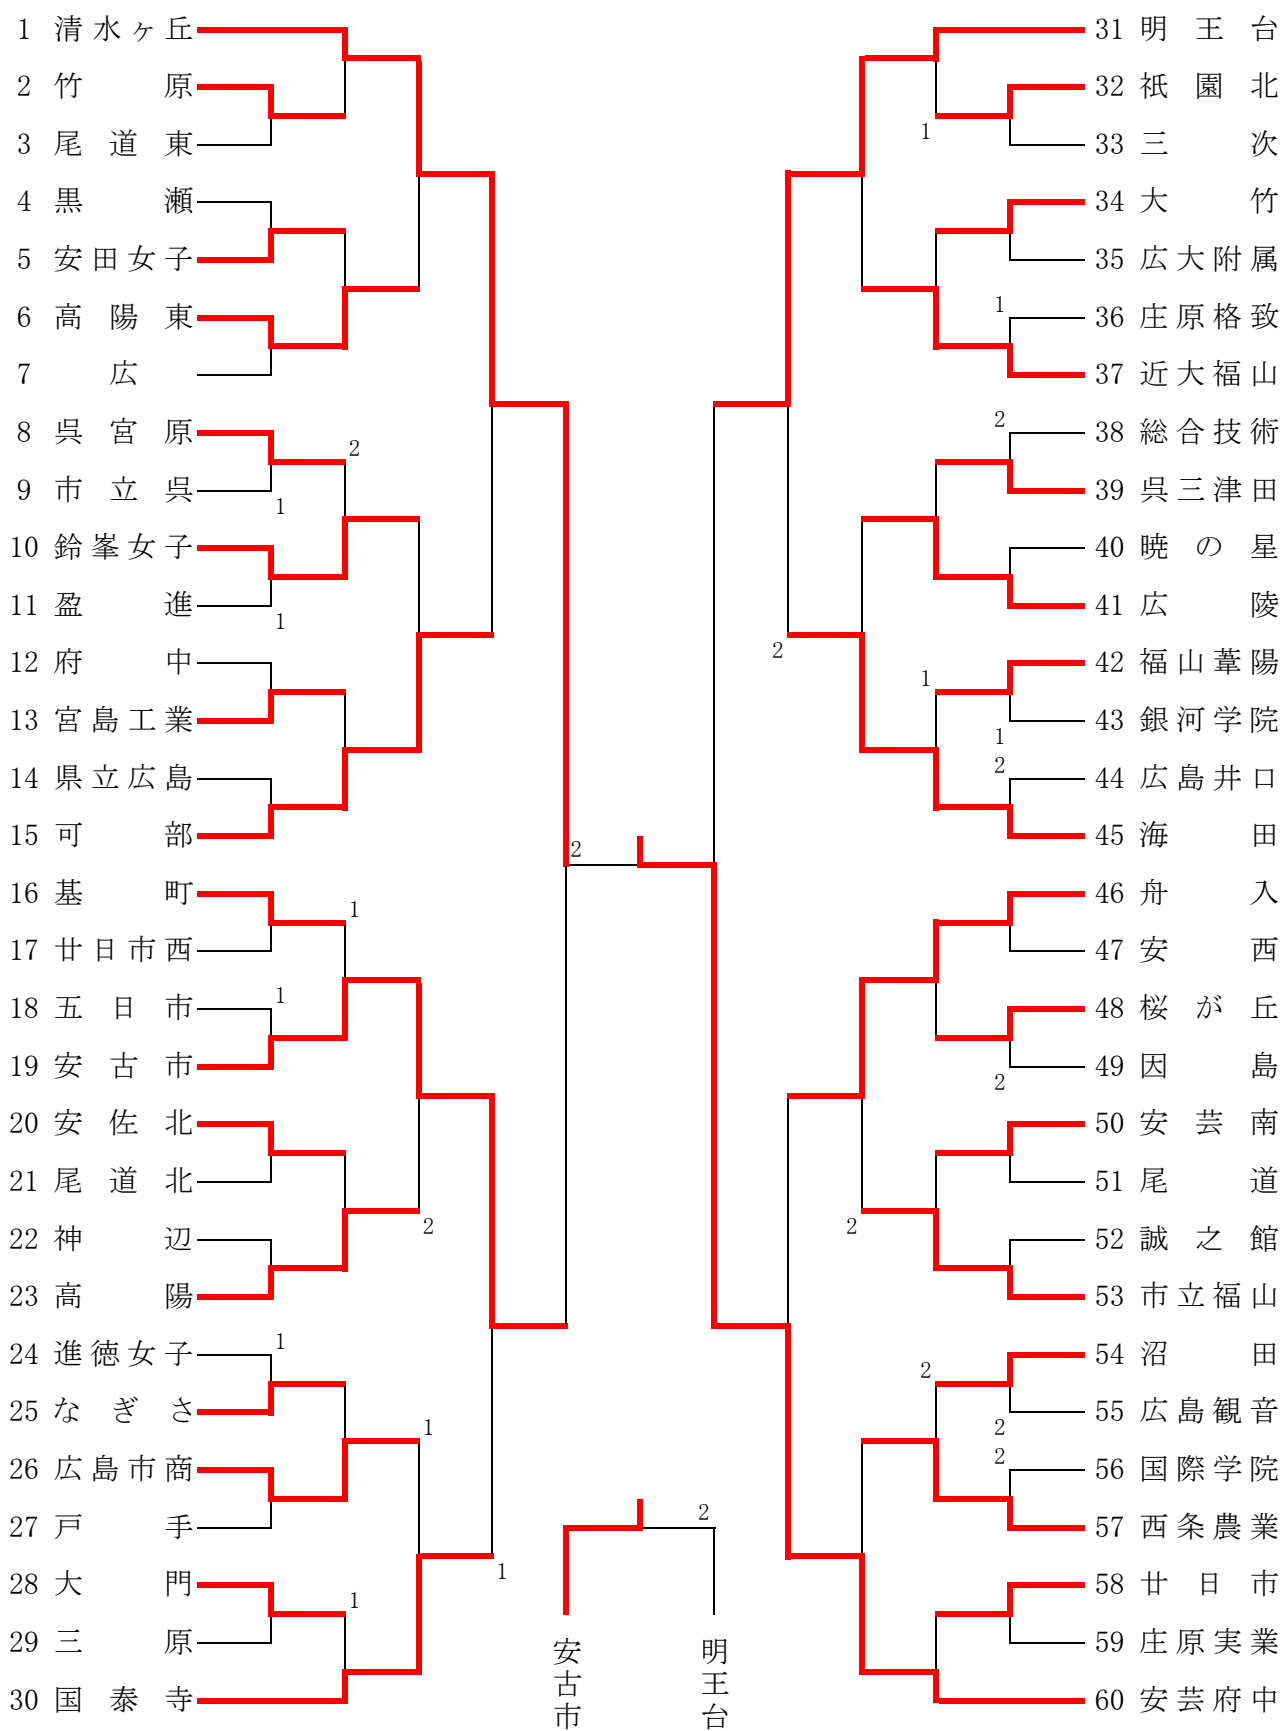 1 清水ヶ丘
2 竹原
3 尾道東
4 黒瀬
5 安田女子
6 高陽東
7 広
8 呉宮原
2
9 市立呉
1
10 鈴峯女子
11 盈進
1
12 府中
13 宮島工業
14 県立広島
15 可部
16 基町
1
17 廿日市西
18 五日市
1
19 安古市
20 安佐北
21 尾道北
22 神辺
2
23 高陽
24 進徳女子
1
25 なぎさ
1
26 広島市商
27 戸手
28 大門
1
1
29 三原
30 国泰寺
2
2
安古市
明王台
31 明王台
32 祇園北
1
33 三次
34 大竹
35 広大附属
1
36 庄原格致
37 近大福山
2
38 総合技術
39 呉三津田
40 暁の星
41 広陵
2
42 福山葦陽
1
43 銀河学院
1
2
44 広島井口
45 海田
46 舟入
47 安西
48 桜が丘
49 因島
2
50 安芸南
51 尾道
2
52 誠之館
53 市立福山
54 沼田
2
55 広島観音
2
2
56 国際学院
57 西条農業
58 廿日市
59 庄原実業
60 安芸府中